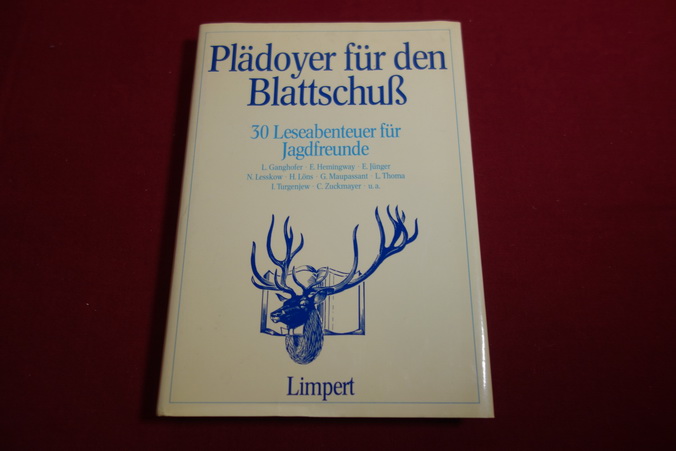 Plädoyer für den
Blattschuß
30 Leseabenteuer für
Jagdfreunde
L. Ganghofer · E. Hemingway · E. Jünger
N. Lesskow · H. Löns · G. Maupassant · L. Thoma
I. Turgenjew · C. Zuckmayer · u. a.
Limpert